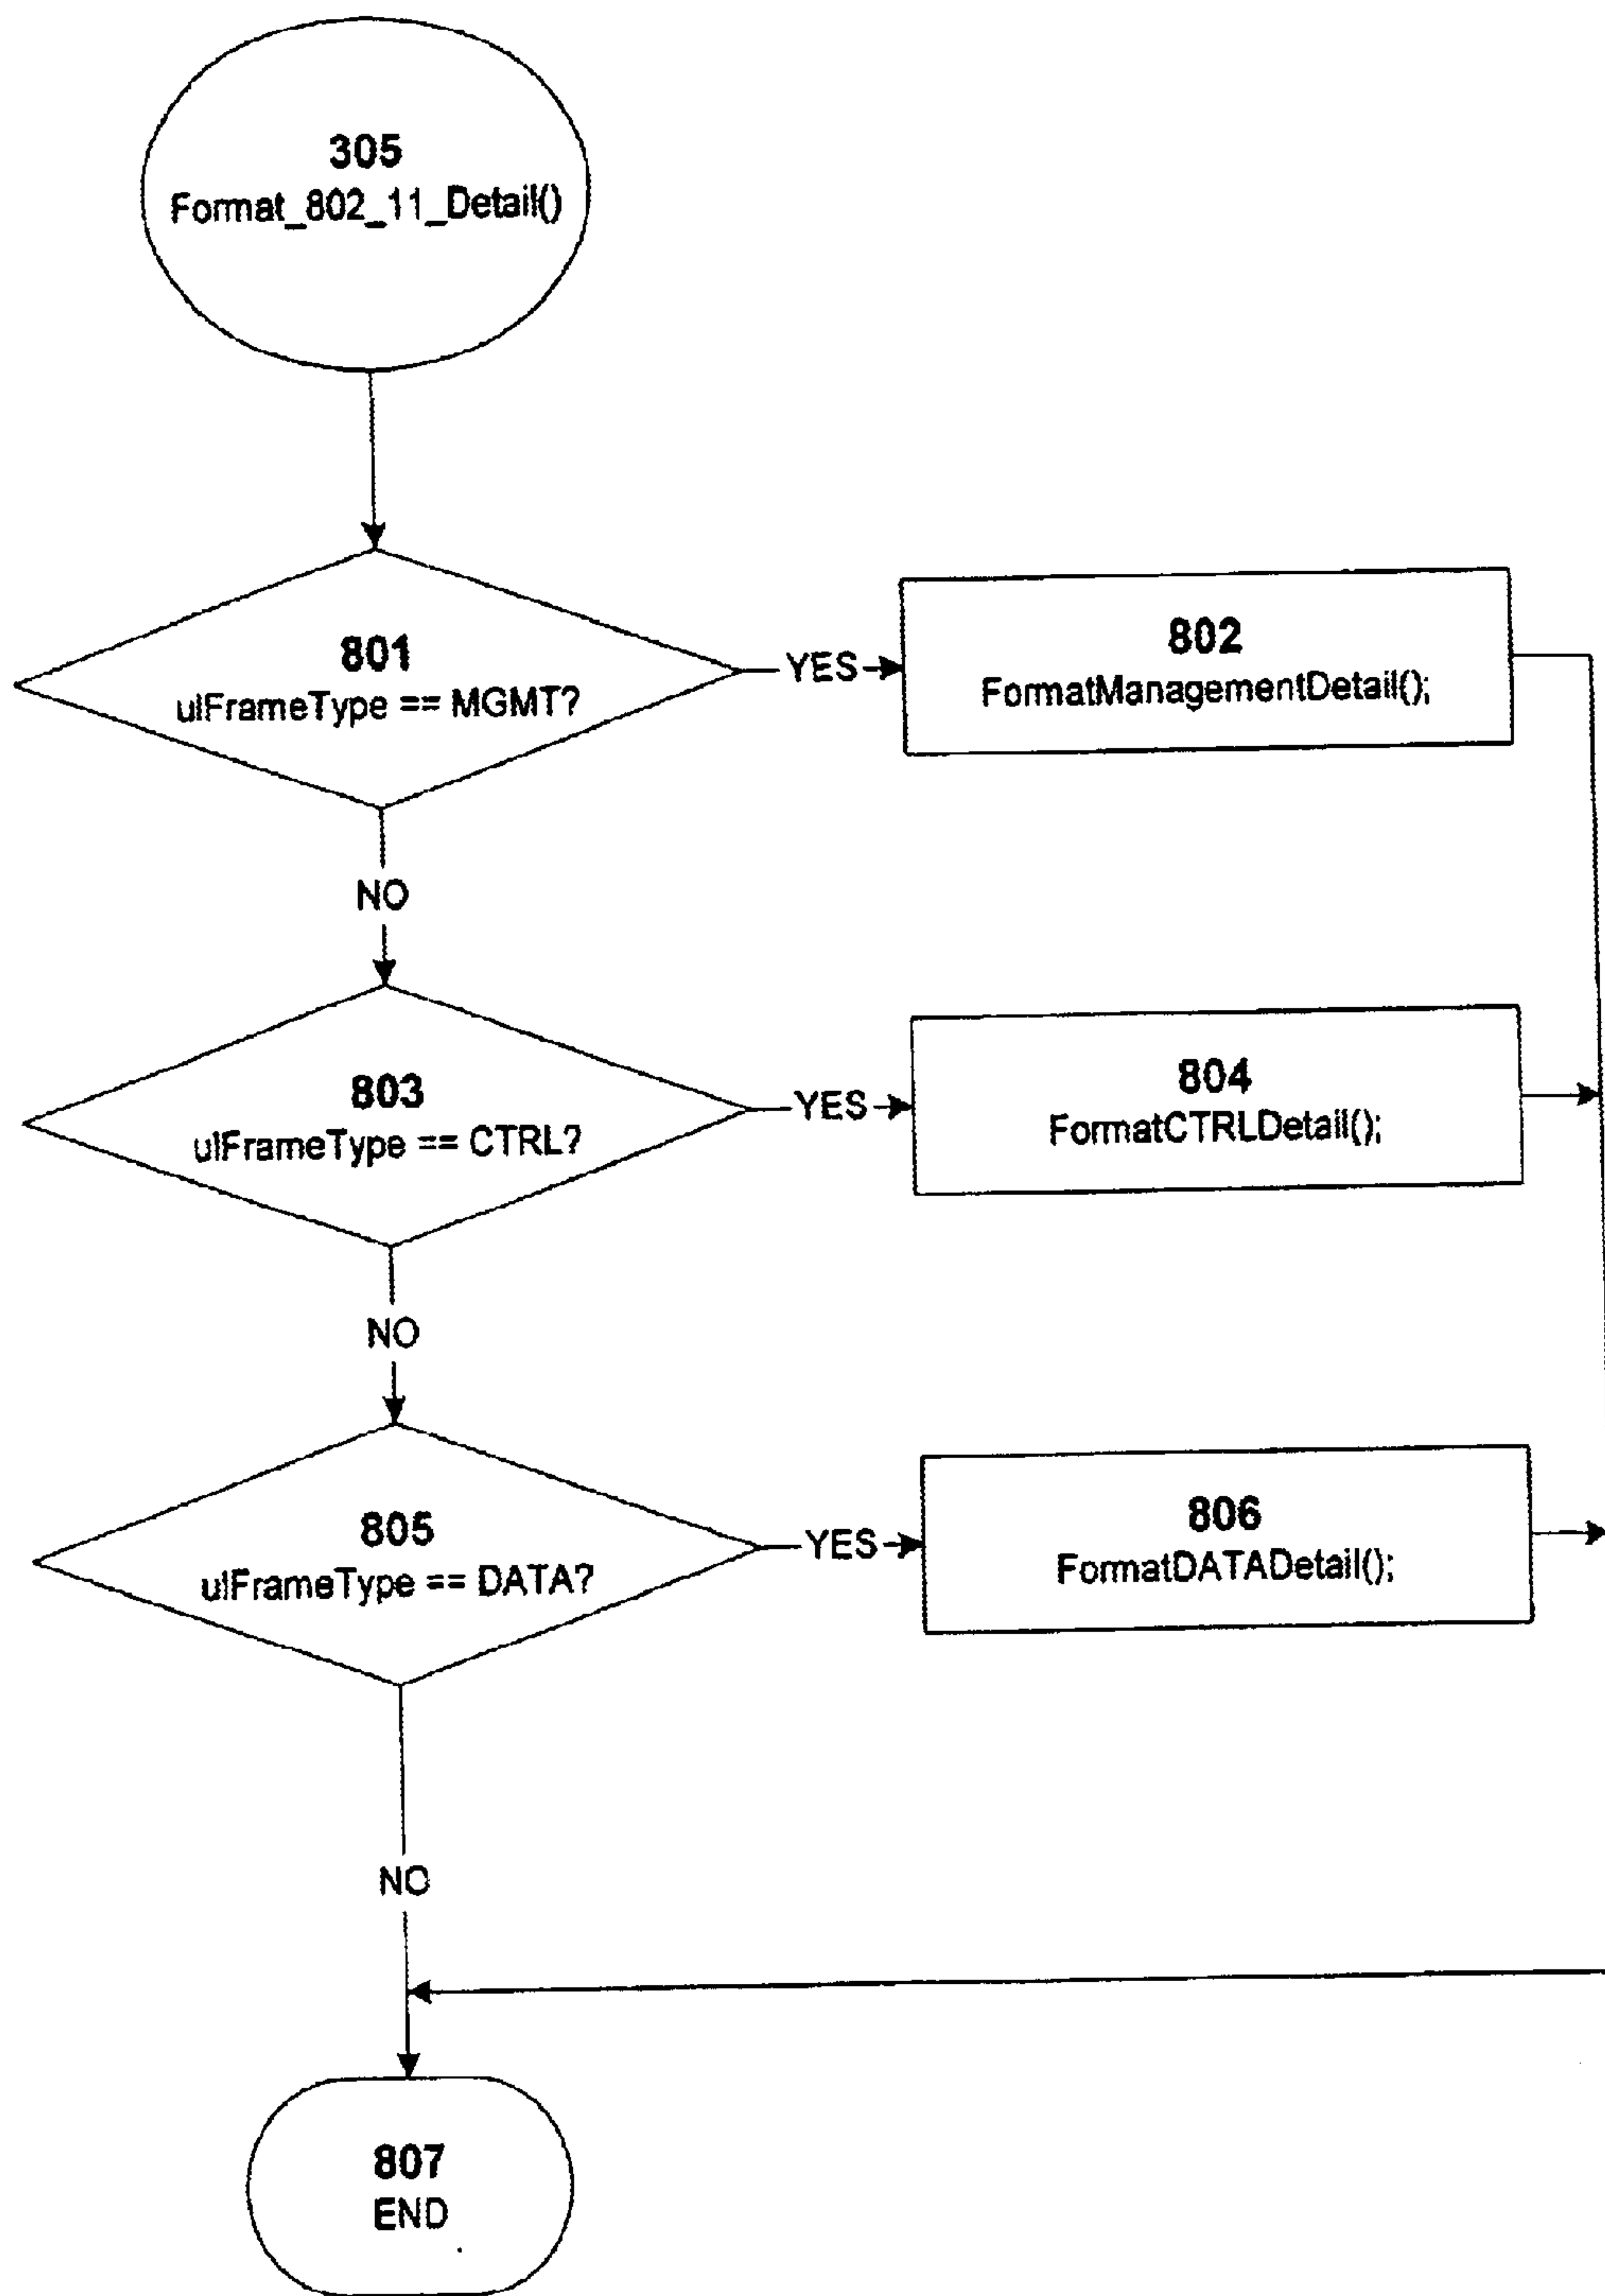 305
Format_802_11_Detail()
801
ulFrameType == MGMT?
YES
802
FormatManagementDetail();
NO
803
ulFrameType == CTRL?
YES
804
FormatCTRLDetail();
NO
805
ulFrameType == DATA?
YES
806
FormatDATADetail();
NO
807
END